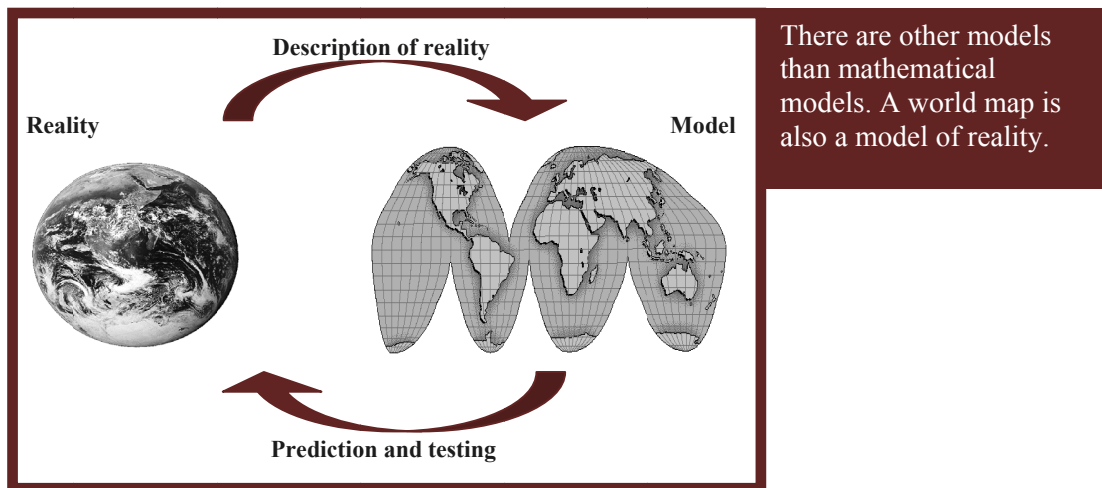 Description of reality
Reality
Model
Prediction and testing
There are other models
than mathematical
models. A world map is
also a model of reality.